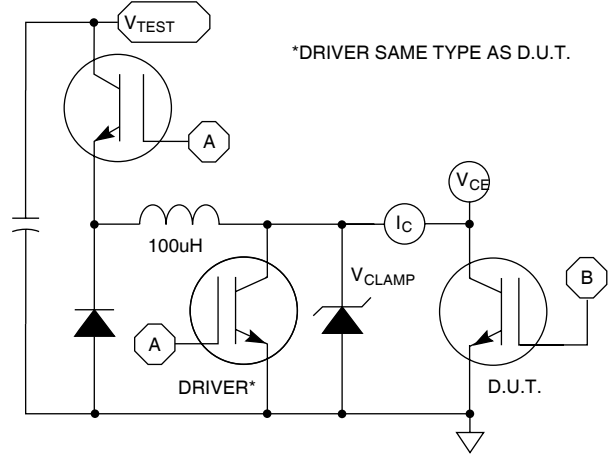 VTEST
*DRIVER SAME TYPE AS D.U.T.
A
VCE
100uH
IC
VCLAMP
B
A
DRIVER*
D.U.T.